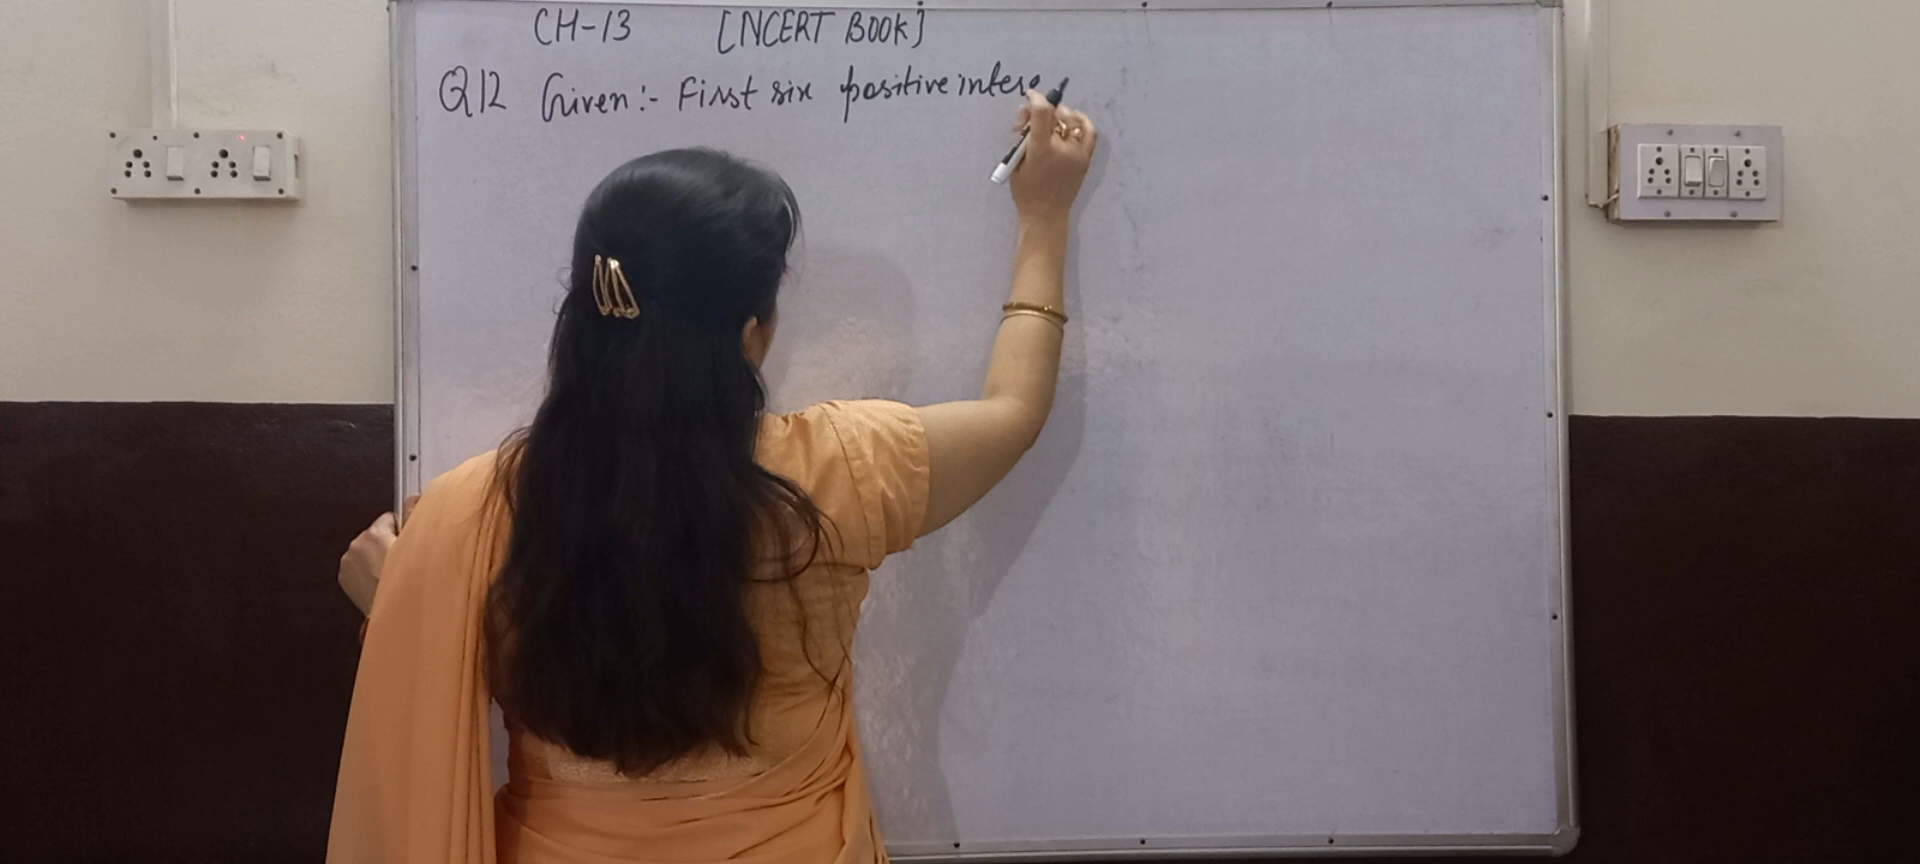 CH-13 [NCERT BOOK]
Q12 Given:- First six positive